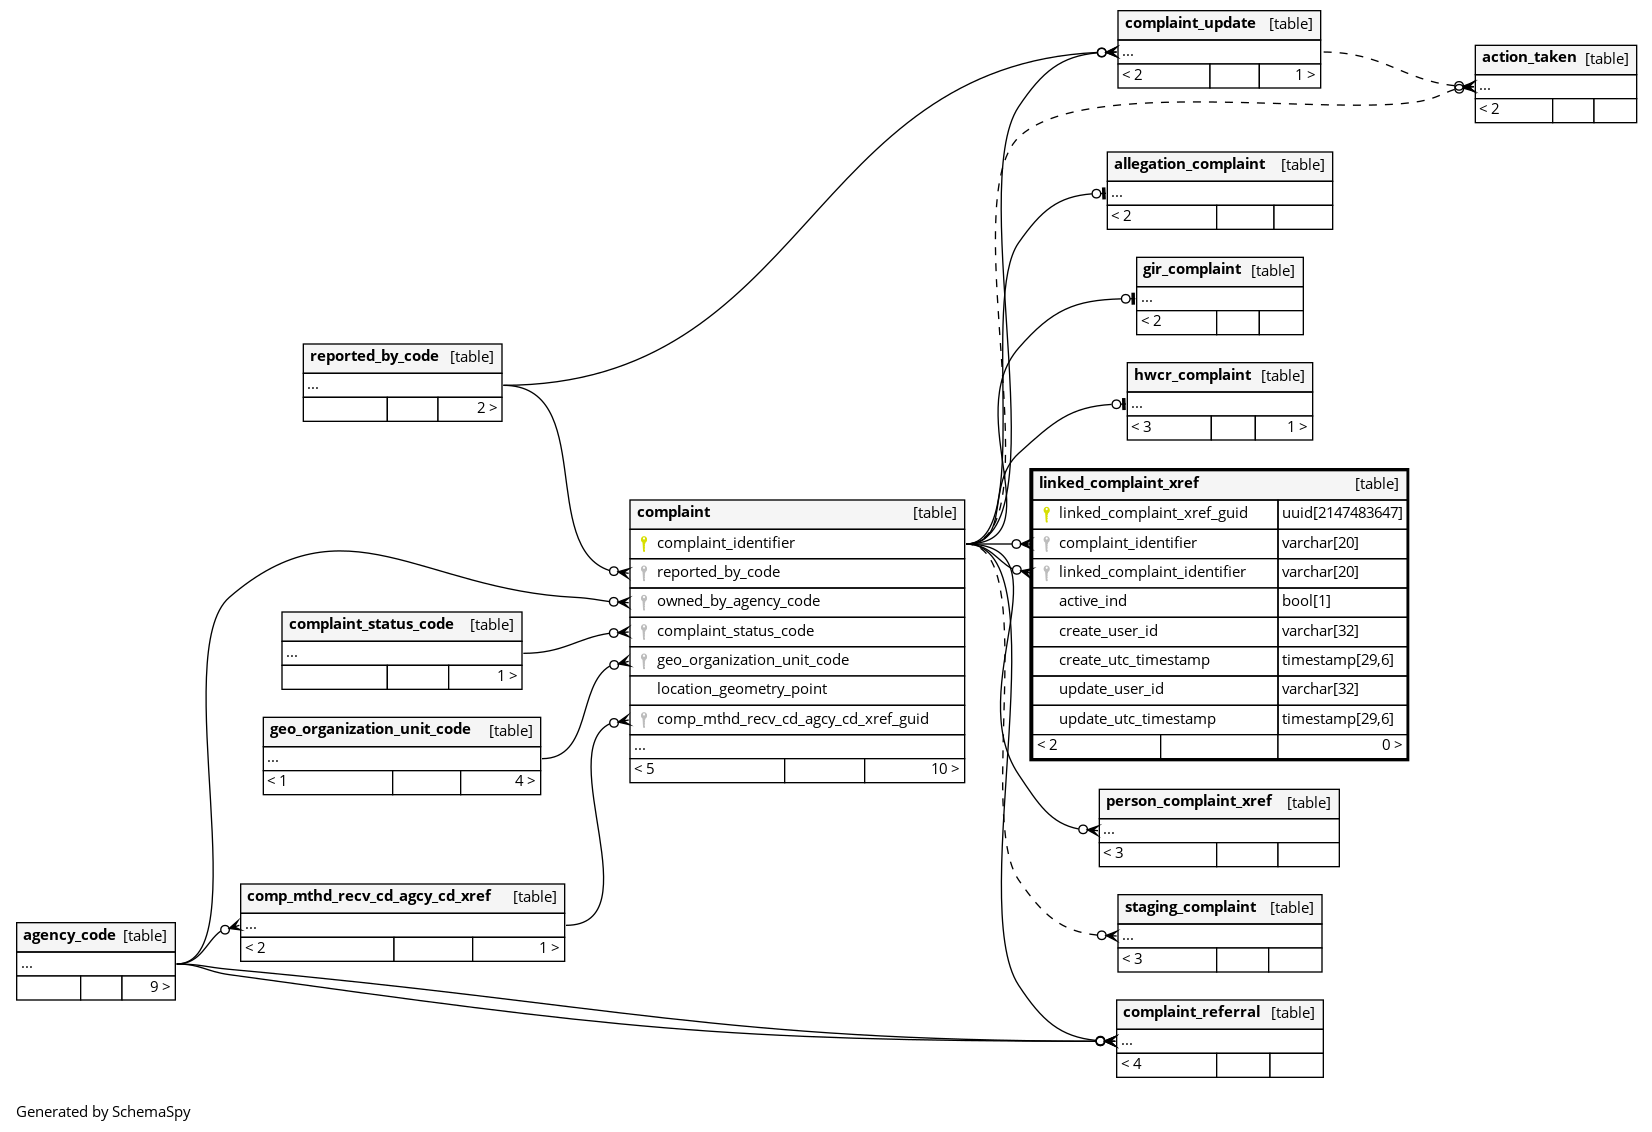 complaint_update [table]
...
< 2 1 >
action_taken [table]
...
< 2
allegation_complaint [table]
...
< 2
gir_complaint [table]
...
< 2
reported_by_code [table]
...
2 >
hwcr_complaint [table]
...
< 3 1 >
complaint [table]
complaint_identifier
reported_by_code
owned_by_agency_code
complaint_status_code
geo_organization_unit_code
location_geometry_point
comp_mthd_recv_cd_agcy_cd_xref_guid
...
< 5 10 >
linked_complaint_xref [table]
linked_complaint_xref_guid uuid[2147483647]
complaint_identifier varchar[20]
linked_complaint_identifier varchar[20]
active_ind bool[1]
create_user_id varchar[32]
create_utc_timestamp timestamp[29,6]
update_user_id varchar[32]
update_utc_timestamp timestamp[29,6]
< 2 0 >
complaint_status_code [table]
...
1 >
geo_organization_unit_code [table]
...
< 1 4 >
person_complaint_xref [table]
...
< 3
comp_mthd_recv_cd_agcy_cd_xref [table]
...
< 2 1 >
staging_complaint [table]
...
< 3
agency_code [table]
...
9 >
complaint_referral [table]
...
< 4
Generated by SchemaSpy